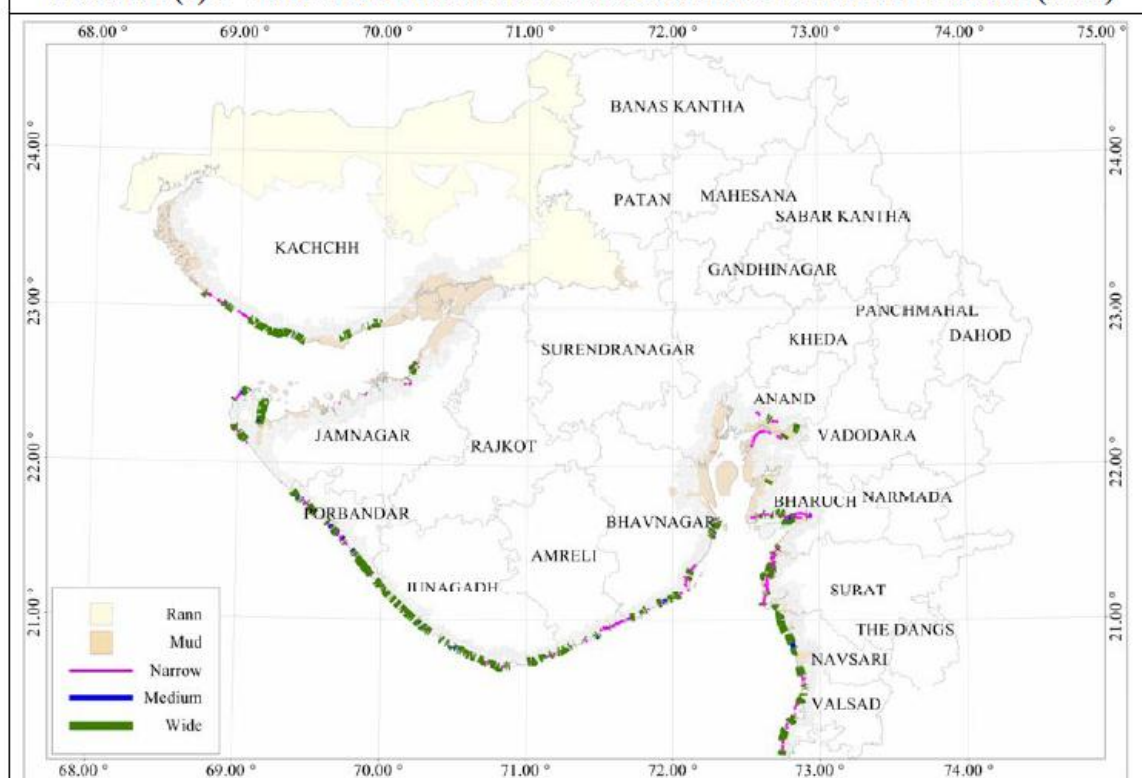 68.00 ° 69.00 ° 70.00 ° 71.00 ° 72.00 ° 73.00 ° 74.00 ° 75.00 °
BANAS KANTHA
24.00 ° 24.00 °
PATAN MAHESANA
SABAR KANTHA
KACHCHH
GANDHINAGAR
23.00 ° 23.00 °
PANCHMAHAL
SURENDRANAGAR KHEDA DAHOD
ANAND
JAMNAGAR RAJKOT VADODARA
22.00 ° 22.00 °
PORBANDAR BHAVNAGAR BHARUCH NARMADA
JUNAGADH AMRELI
SURAT
21.00 ° 21.00 °
Rann
Mud
THE DANGS
Narrow
NAVSARI
Medium
VALSAD
Wide
68.00 ° 69.00 ° 70.00 ° 71.00 ° 72.00 ° 73.00 ° 74.00 °